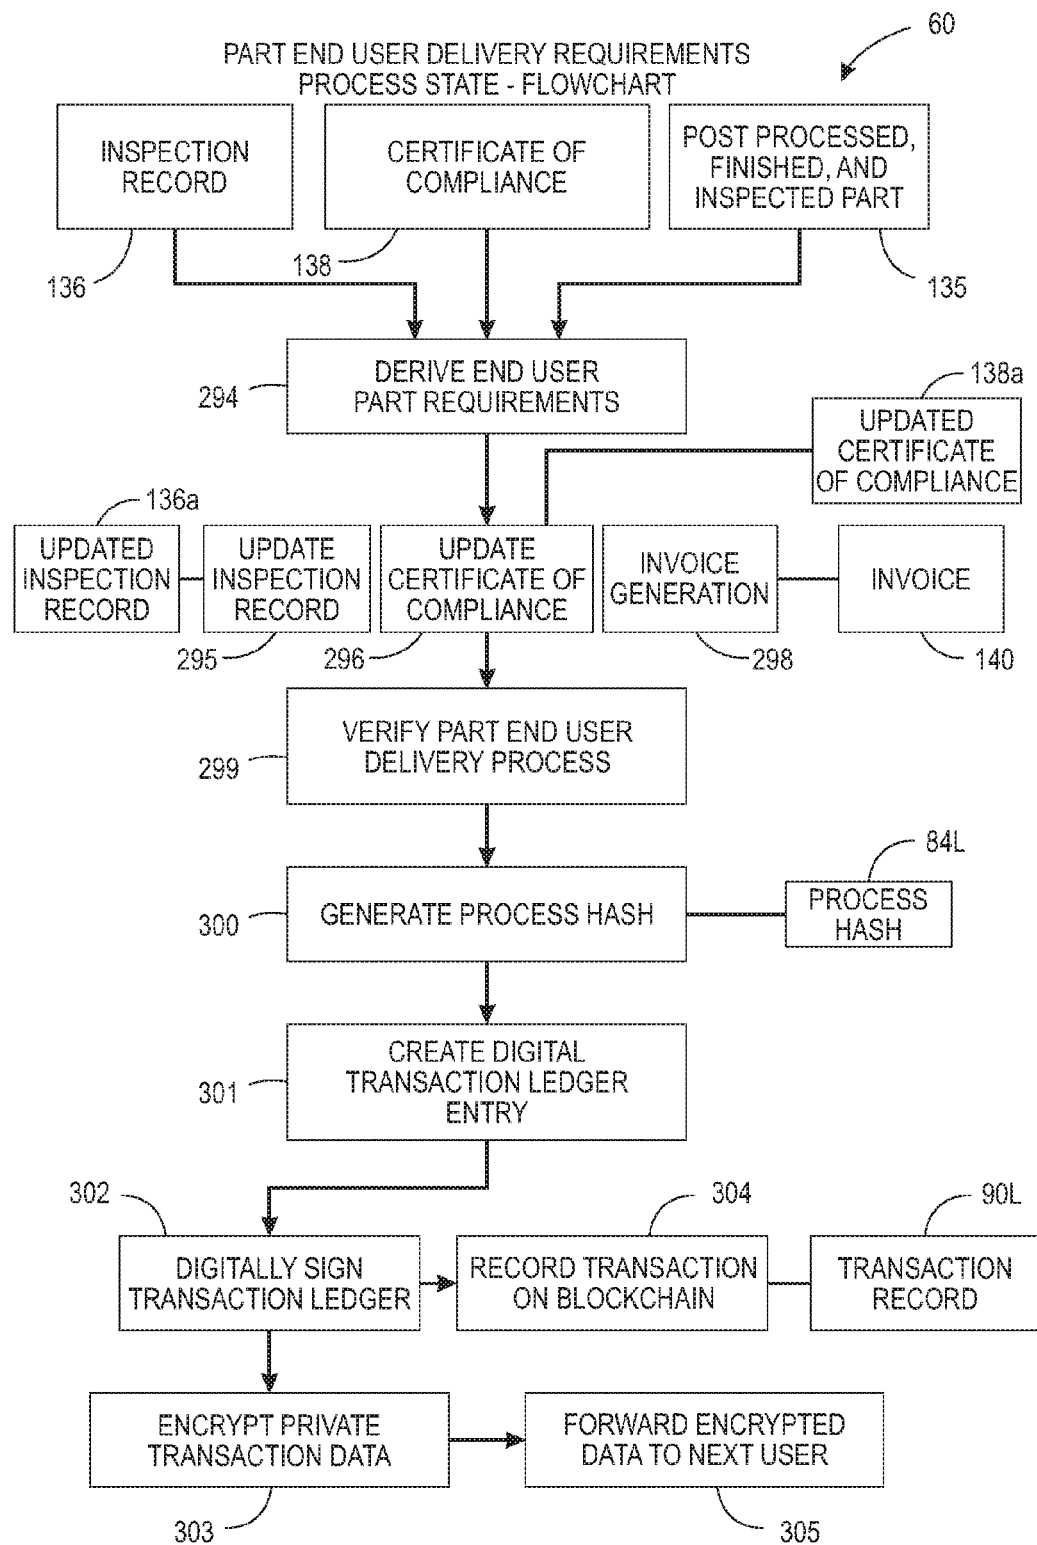 60
PART END USER DELIVERY REQUIREMENTS
PROCESS STATE - FLOWCHART
INSPECTION
RECORD
CERTIFICATE OF
COMPLIANCE
POST PROCESSED,
FINISHED, AND
INSPECTED PART
136
138
135
DERIVE END USER
PART REQUIREMENTS
294
138a
UPDATED
CERTIFICATE
OF COMPLIANCE
136a
UPDATED
INSPECTION
RECORD
UPDATE
INSPECTION
RECORD
UPDATE
CERTIFICATE OF
COMPLIANCE
INVOICE
GENERATION
INVOICE
295
296
298
140
VERIFY PART END USER
DELIVERY PROCESS
299
84L
GENERATE PROCESS HASH
300
PROCESS
HASH
CREATE DIGITAL
TRANSACTION LEDGER
ENTRY
301
302
304
90L
DIGITALLY SIGN
TRANSACTION LEDGER
RECORD TRANSACTION
ON BLOCKCHAIN
TRANSACTION
RECORD
ENCRYPT PRIVATE
TRANSACTION DATA
FORWARD ENCRYPTED
DATA TO NEXT USER
303
305